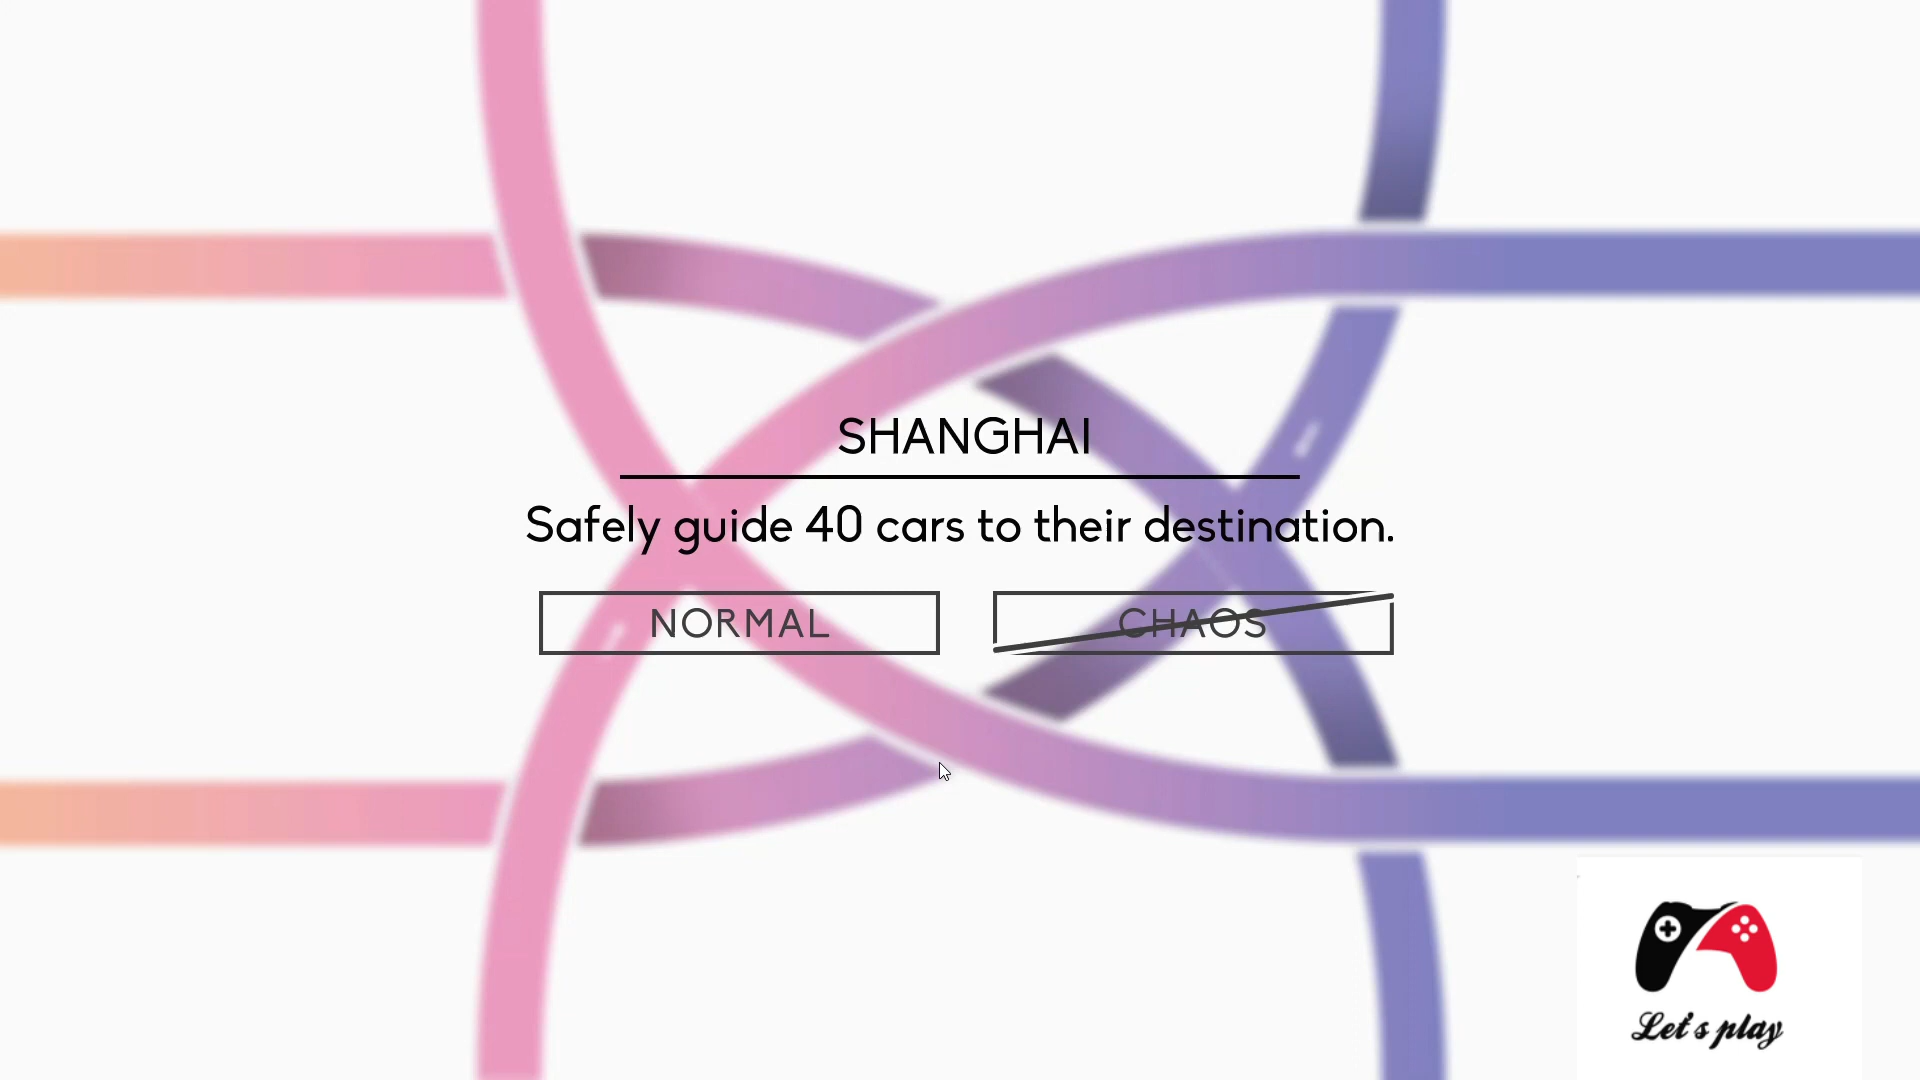 SHANGHAI
Safely guide 40 cars to their destination.
NORMAL
CHAOS
Let's play